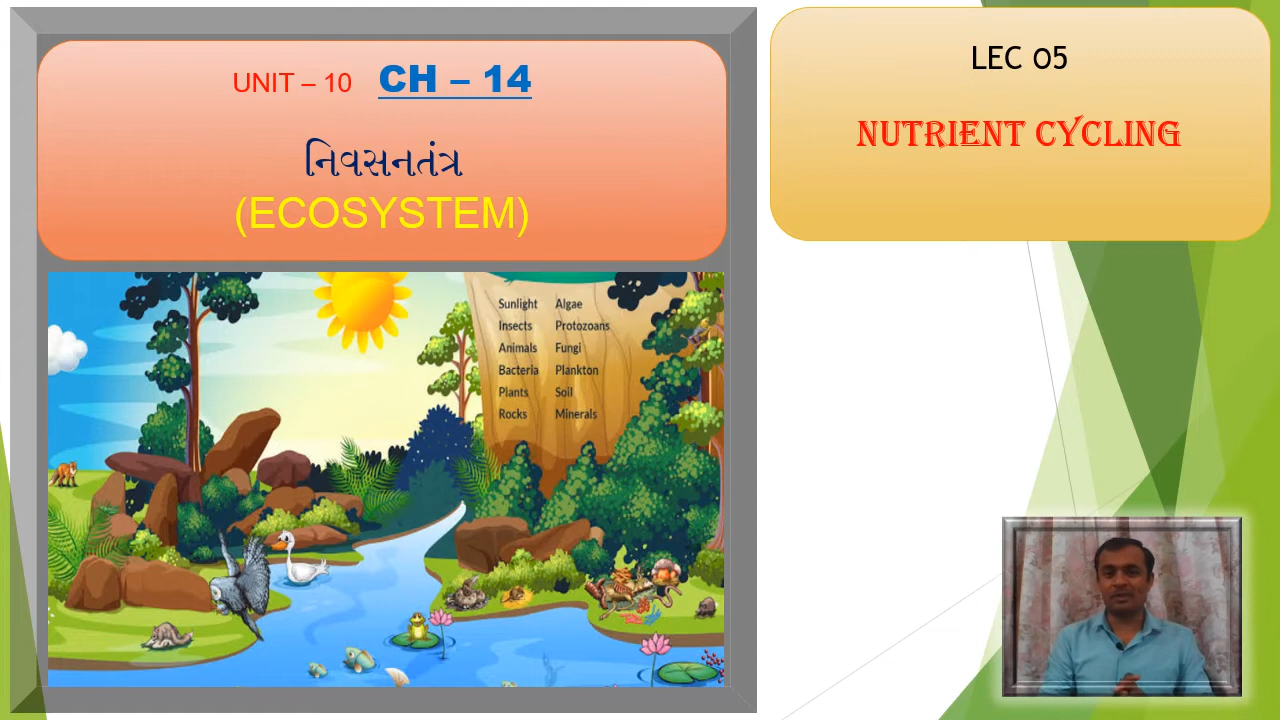 UNIT – 10 CH – 14
નિવસનતંત્ર
(ECOSYSTEM)
Sunlight Algae
Insects Protozoans
Animals Fungi
Bacteria Plankton
Plants Soil
Rocks Minerals
LEC 05
NUTRIENT CYCLING